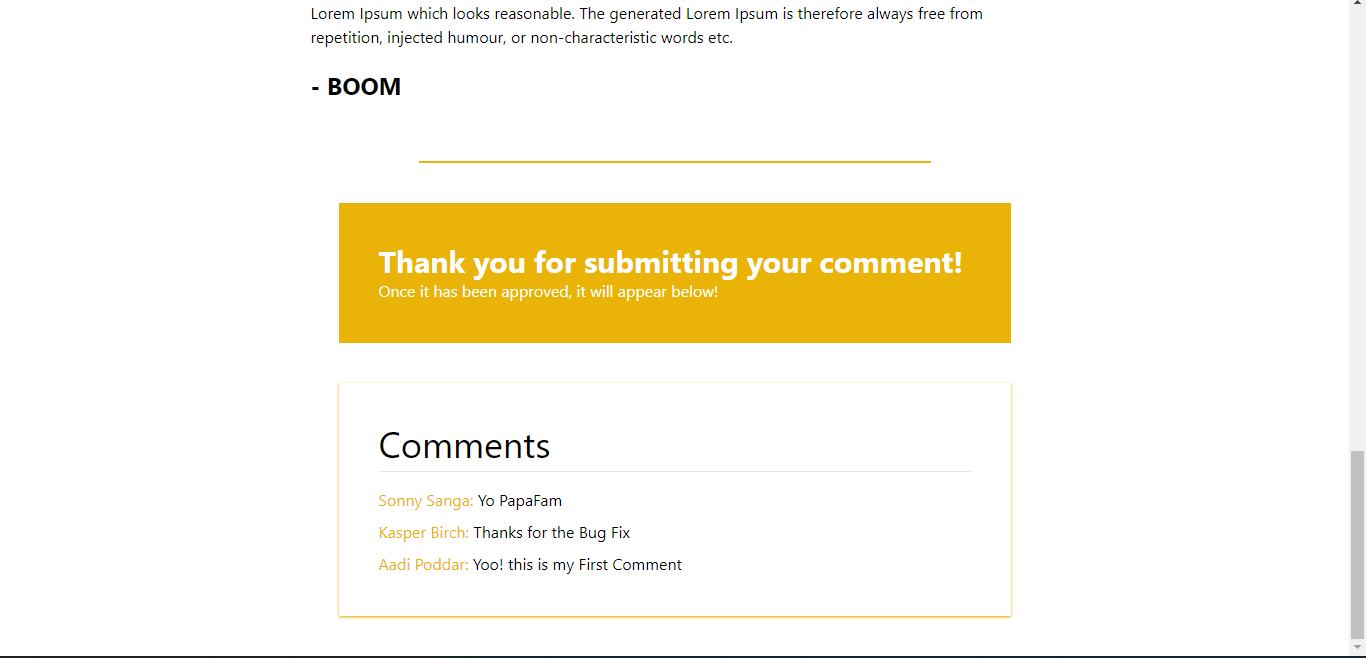 Lorem Ipsum which looks reasonable. The generated Lorem Ipsum is therefore always free from
repetition, injected humour, or non-characteristic words etc.
- BOOM
Thank you for submitting your comment!
Once it has been approved, it will appear below!
Comments
Sonny Sanga: Yo PapaFam
Kasper Birch: Thanks for the Bug Fix
Aadi Poddar: Yoo! this is my First Comment